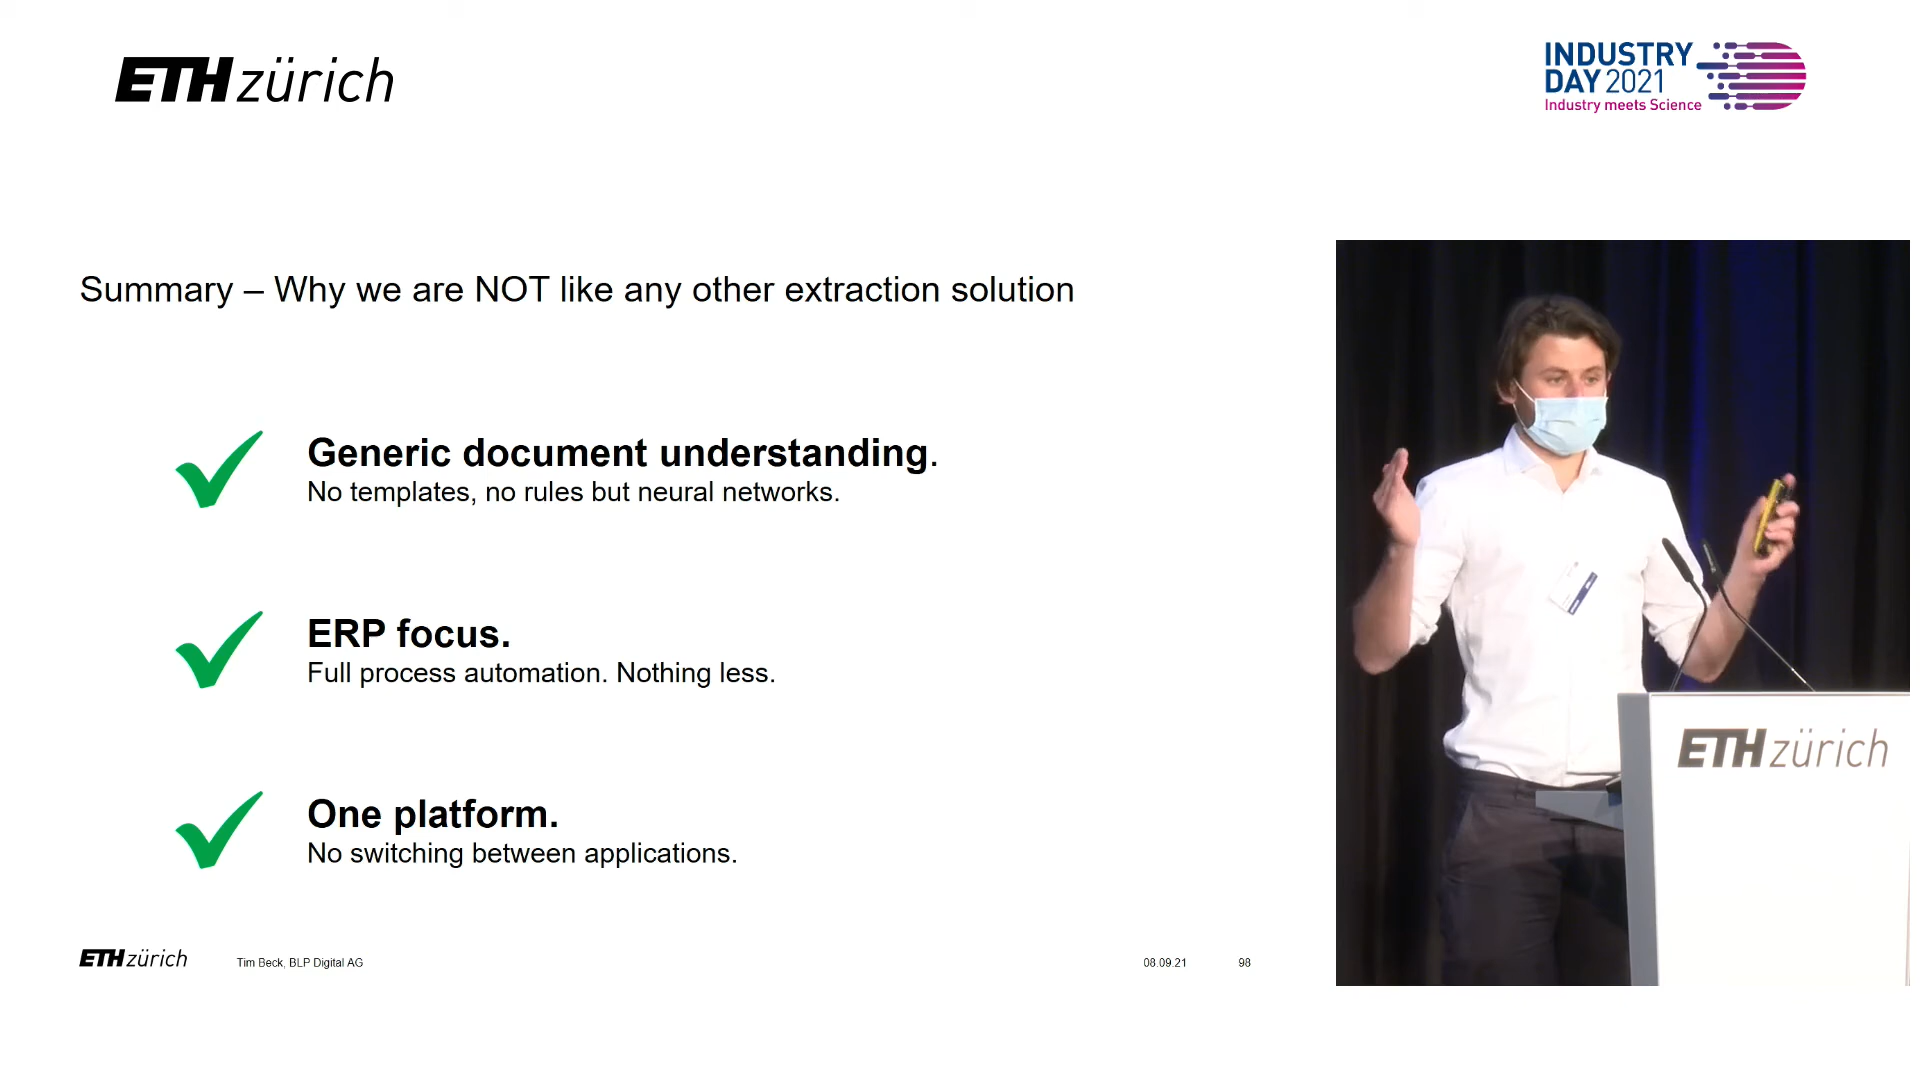 ETH zürich
INDUSTRY
DAY 2021
Industry meets Science
Summary – Why we are NOT like any other extraction solution
Generic document understanding.
No templates, no rules but neural networks.
ERP focus.
Full process automation. Nothing less.
One platform.
No switching between applications.
ETH zürich
Tim Beck, BLP Digital AG
08.09.21
98
ETH zürich